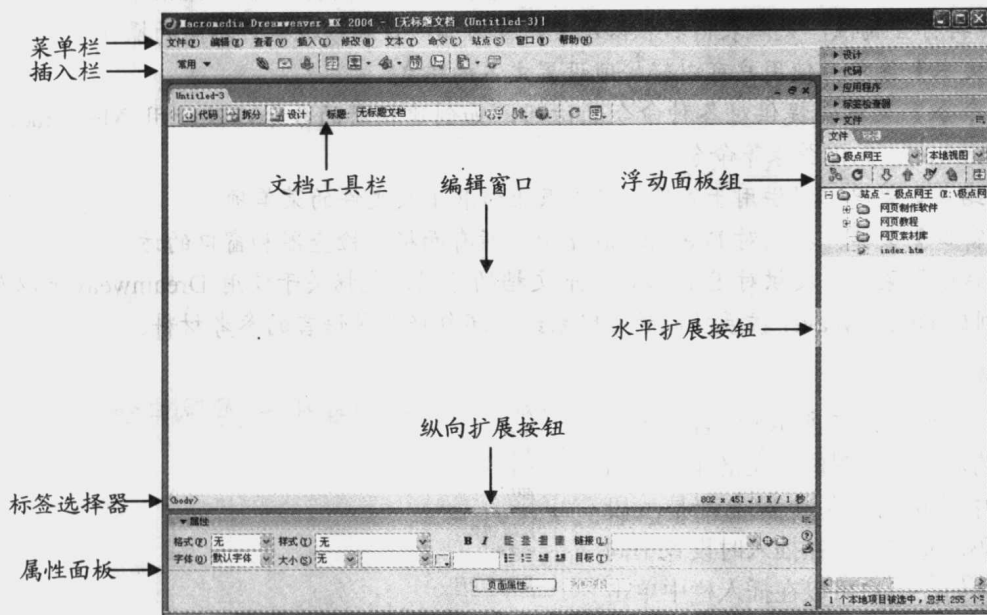 Macromedia Dreamweaver MX 2004 - [无标题文档 (Untitled-3)]
菜单栏
文件(F) 编辑(E) 查看(V) 插入(I) 修改(M) 文本(T) 命令(C) 站点(S) 窗口(W) 帮助(H)
插入栏
常用
Untitled-3
代码 拆分 设计 标题: 无标题文档
设计
代码
应用程序
标签检查器
文件
文件
极点网王 本地视图
站点 - 极点网王 (E:\极点网
网页制作软件
网页教程
网页素材库
index.htm
文档工具栏
编辑窗口
浮动面板组
水平扩展按钮
纵向扩展按钮
标签选择器
<body>
802 x 451 1 K / 1 秒
属性面板
属性
格式(F) 无 样式(T) 无 B I 链接(L)
字体(O) 默认字体 大小(S) 无 目标(R)
页面属性...
1 个本地项目被选中,总共 255 个